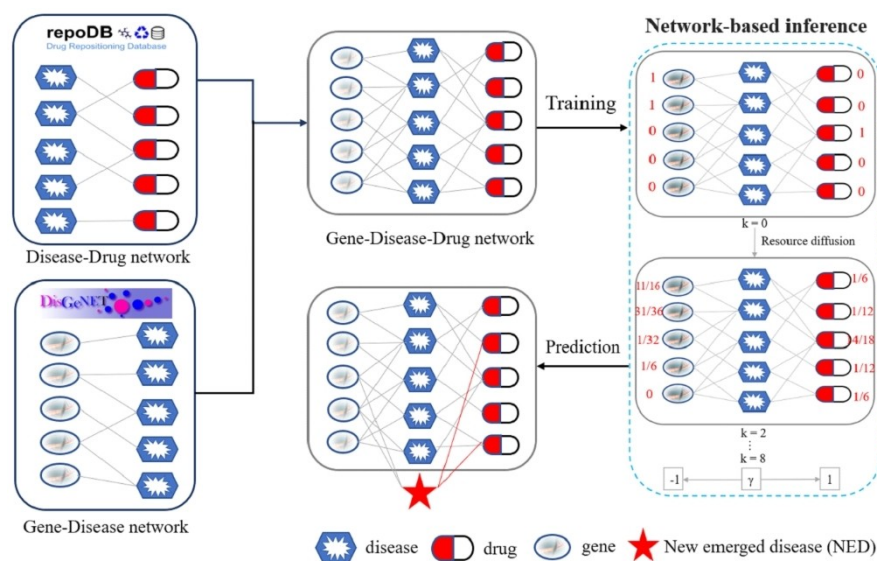 repoDB
Drug Repositioning Database
Disease-Drug network
DisGeNET
Gene-Disease network
Gene-Disease-Drug network
Training
Network-based inference
1
1
0
0
0
0
0
1
0
0
k = 0
Resource diffusion
11/16
31/36
1/32
1/6
0
1/6
1/12
4/18
1/12
1/6
k = 2
⋮
k = 8
-1
γ
1
Prediction
disease
drug
gene
New emerged disease (NED)